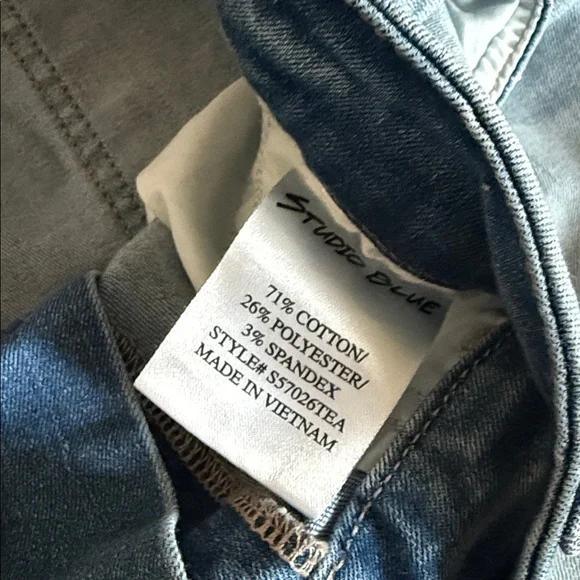 STUDIO BLUE
71% COTTON/
26% POLYESTER/
3% SPANDEX
STYLE# S57026TEA
MADE IN VIETNAM